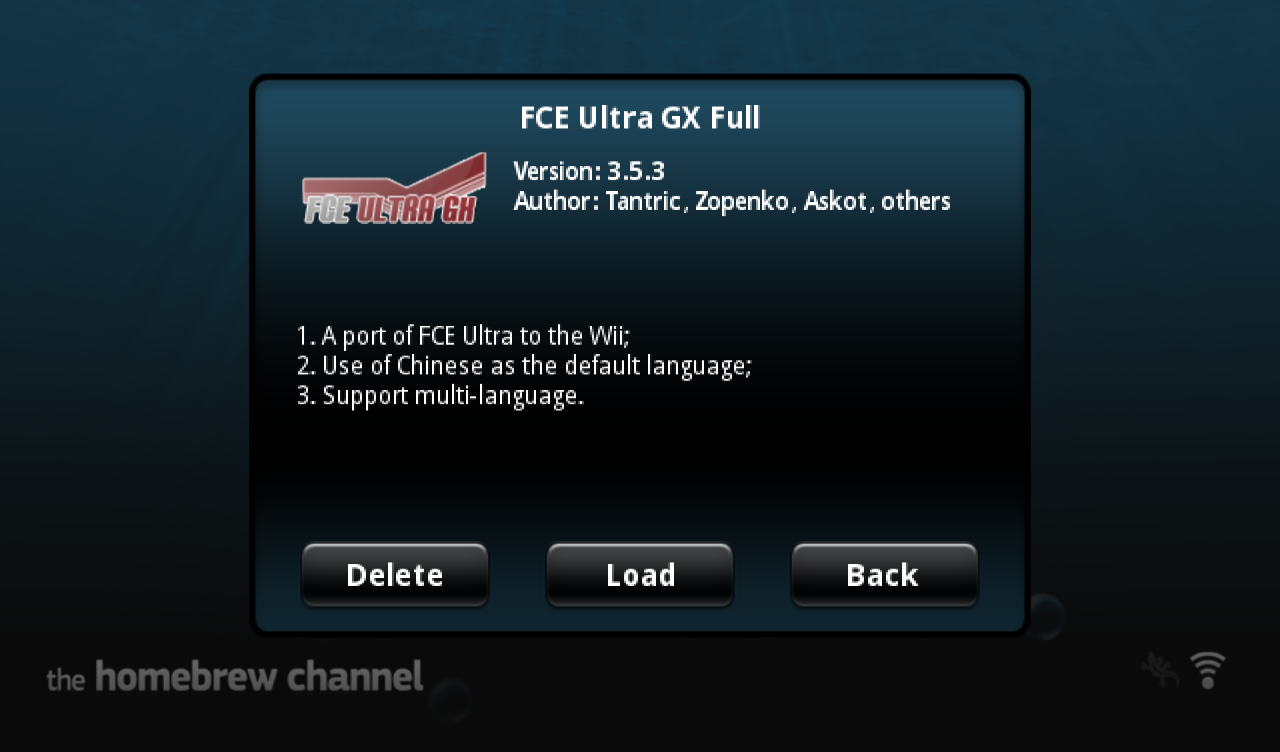 FCE Ultra GX Full
FCE ULTRA GX
Version: 3.5.3
Author: Tantric, Zopenko, Askot, others
1. A port of FCE Ultra to the Wii;
2. Use of Chinese as the default language;
3. Support multi-language.
Delete
Load
Back
the homebrew channel